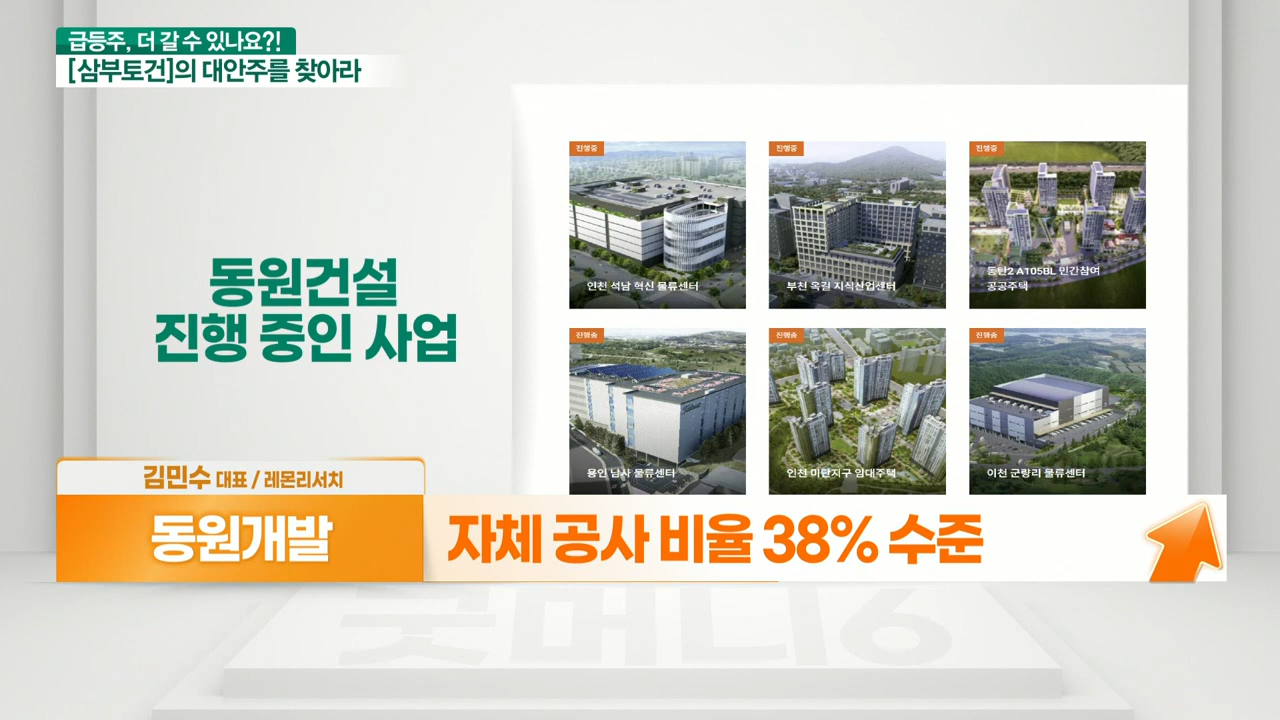 급등주, 더 갈 수 있나요?!
[삼부토건]의 대안주를 찾아라
동원건설
진행 중인 사업
진행중
인천 석남 혁신 물류센터
진행중
부천 옥길 지식산업센터
진행중
동탄2 A105BL 민간참여
공공주택
진행중
용인 남사 물류센터
진행중
인천 미단지구 임대주택
진행중
이천 군량리 물류센터
김민수 대표 / 레몬리서치
동원개발
자체 공사 비율 38% 수준
굿머니6